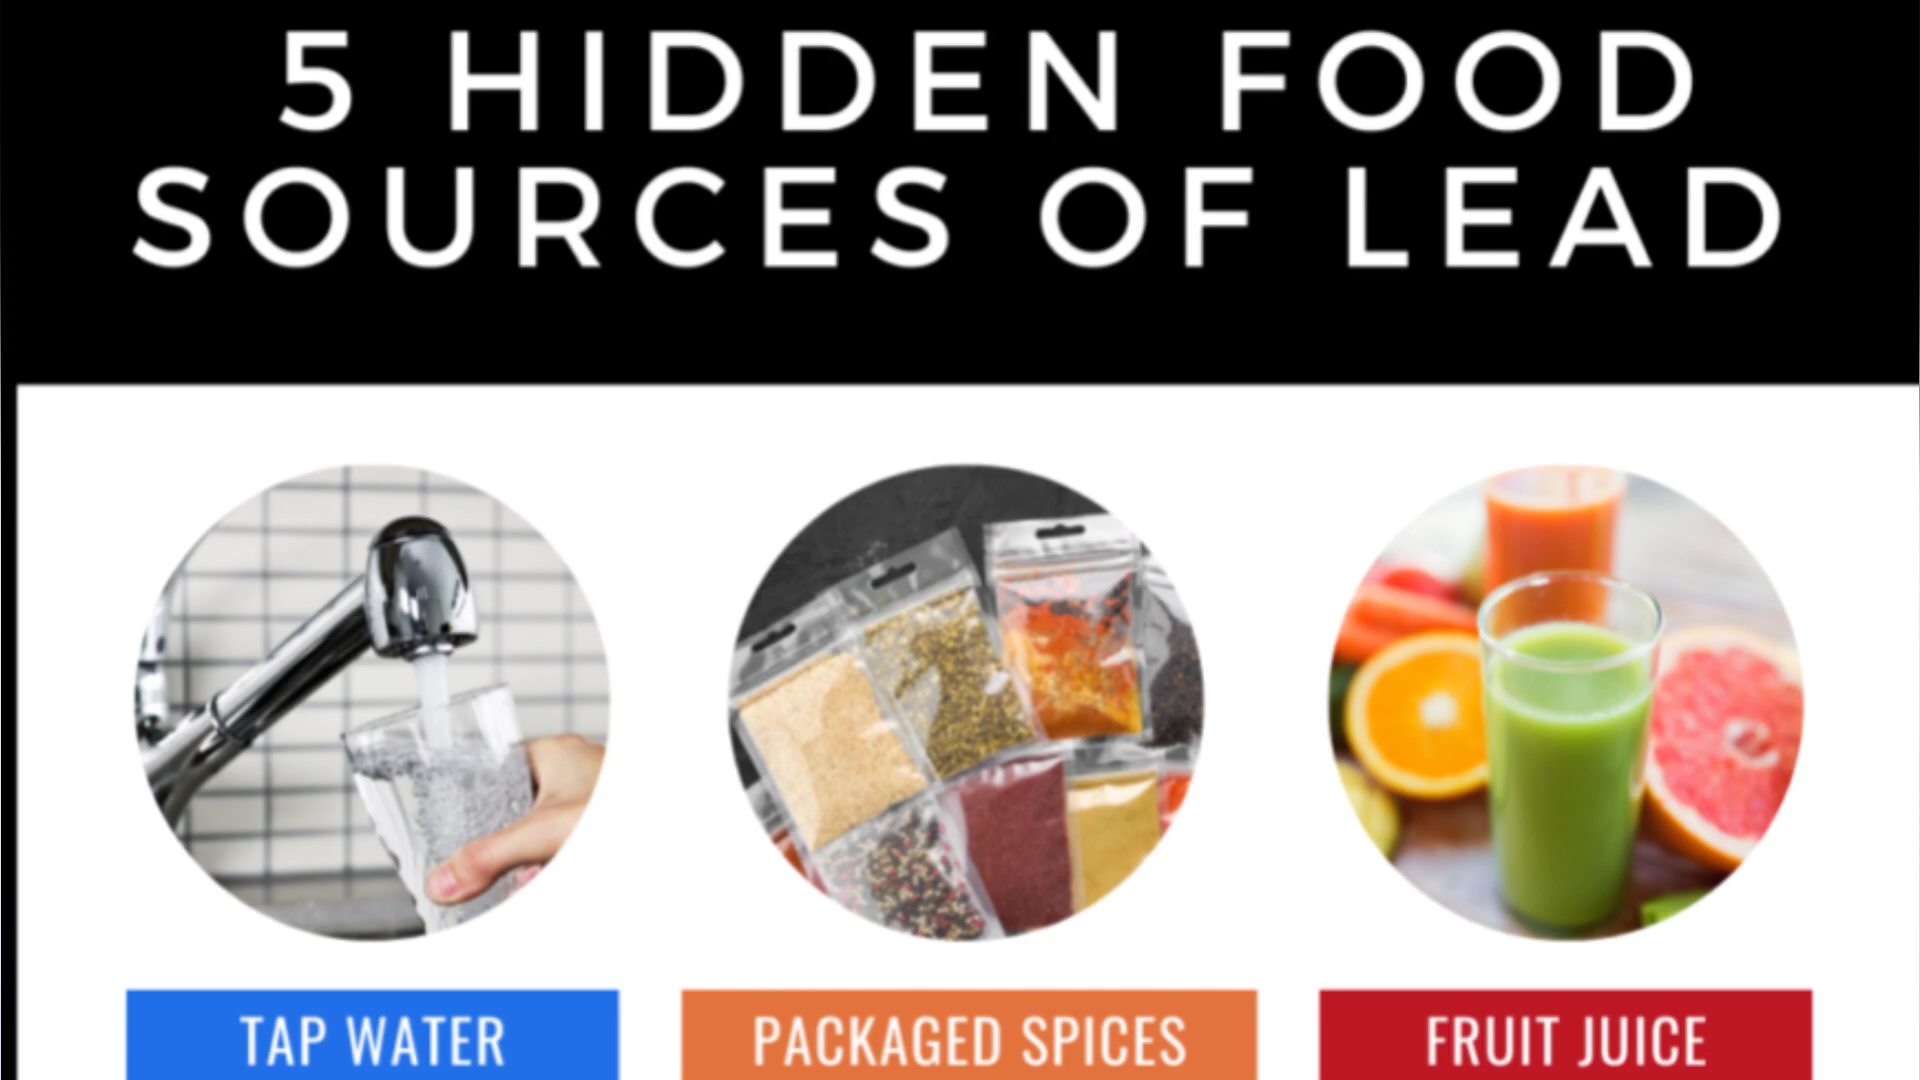 5 HIDDEN FOOD
SOURCES OF LEAD
TAP WATER
PACKAGED SPICES
FRUIT JUICE